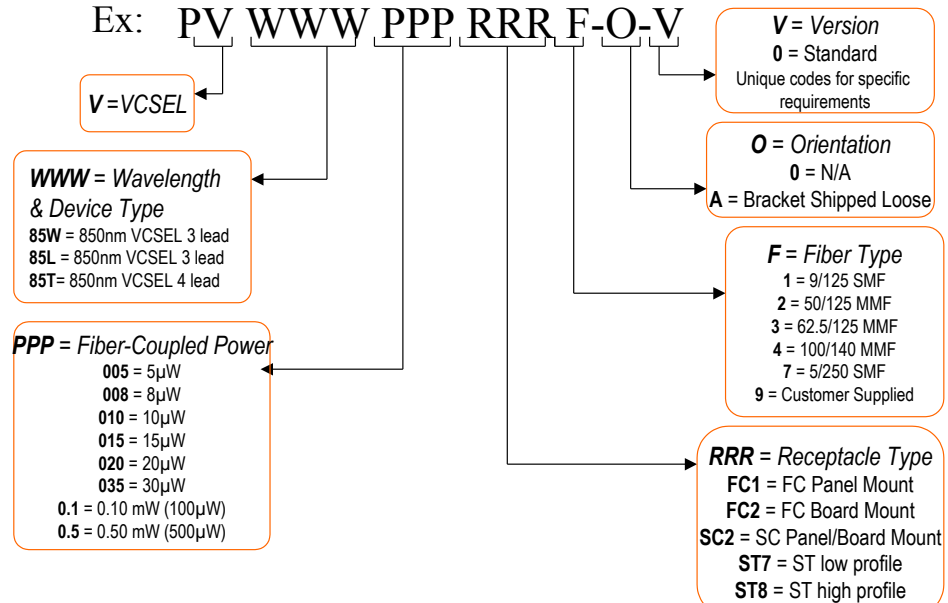 Ex: PV WWW PPP RRR F-O-V
V =VCSEL
WWW = Wavelength
& Device Type
85W = 850nm VCSEL 3 lead
85L = 850nm VCSEL 3 lead
85T= 850nm VCSEL 4 lead
PPP = Fiber-Coupled Power
005 = 5µW
008 = 8µW
010 = 10µW
015 = 15µW
020 = 20µW
035 = 30µW
0.1 = 0.10 mW (100µW)
0.5 = 0.50 mW (500µW)
V = Version
0 = Standard
Unique codes for specific
requirements
O = Orientation
0 = N/A
A = Bracket Shipped Loose
F = Fiber Type
1 = 9/125 SMF
2 = 50/125 MMF
3 = 62.5/125 MMF
4 = 100/140 MMF
7 = 5/250 SMF
9 = Customer Supplied
RRR = Receptacle Type
FC1 = FC Panel Mount
FC2 = FC Board Mount
SC2 = SC Panel/Board Mount
ST7 = ST low profile
ST8 = ST high profile